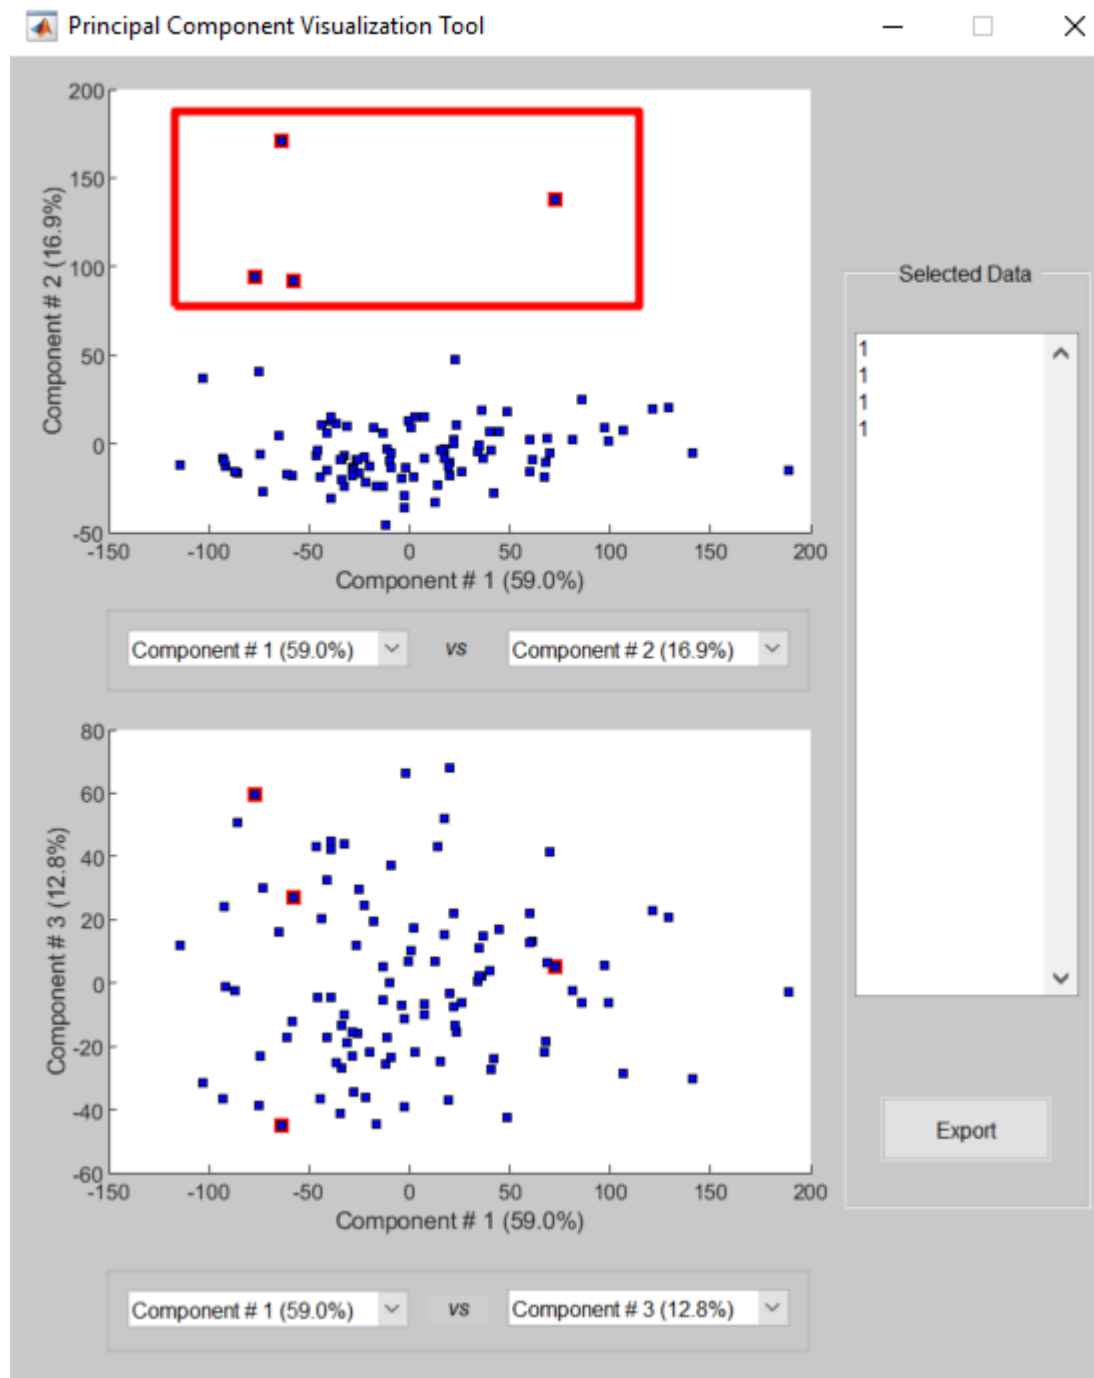 Principal Component Visualization Tool
200
150
100
50
0
-50
Component # 2 (16.9%)
-150
-100
-50
0
50
100
150
200
Component # 1 (59.0%)
Component # 1 (59.0%)
vs
Component # 2 (16.9%)
80
60
40
20
0
-20
-40
-60
Component # 3 (12.8%)
-150
-100
-50
0
50
100
150
200
Component # 1 (59.0%)
Component # 1 (59.0%)
vs
Component # 3 (12.8%)
Selected Data
1
1
1
1
Export